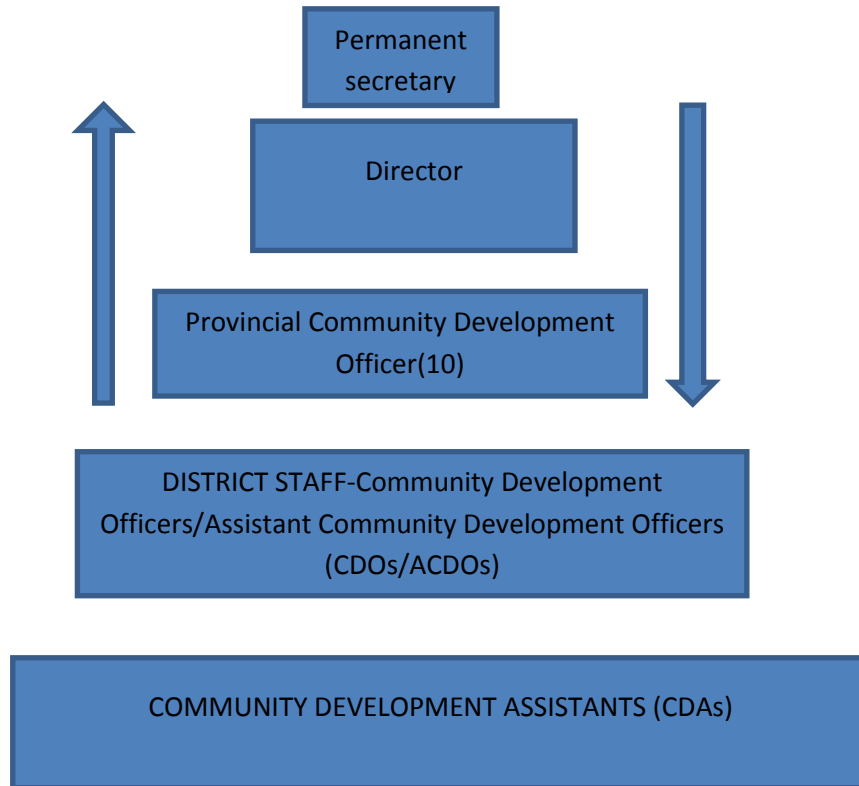 Permanent
secretary
Director
Provincial Community Development
Officer(10)
DISTRICT STAFF-Community Development
Officers/Assistant Community Development Officers
(CDOs/ACDOs)
COMMUNITY DEVELOPMENT ASSISTANTS (CDAs)